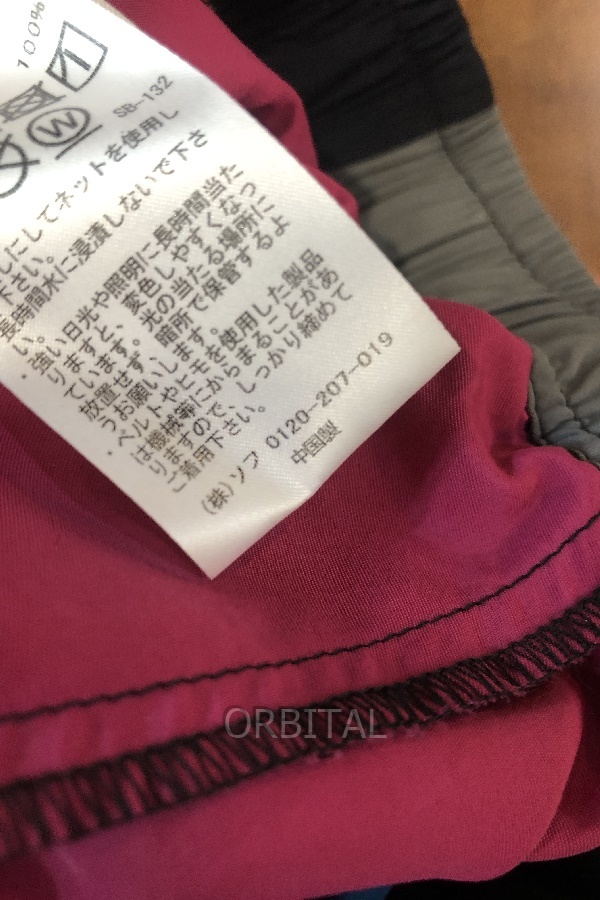 100%
W
SB-132
にしてネットを使用し
下さい。
長時間水に浸漬しないで下さ
い。
・強い日光や照明に長時間当た
りますと、変色しやすくなっ
ています。光の当たる場所に
放置せず、暗所で保管するよ
うお願いします。
・ベルトやヒモを使用した製品
は機械等にからまることがあ
りますので、しっかり締めて
ご着用下さい。
(株)ソフ 0120-207-019
中国製
ORBITAL